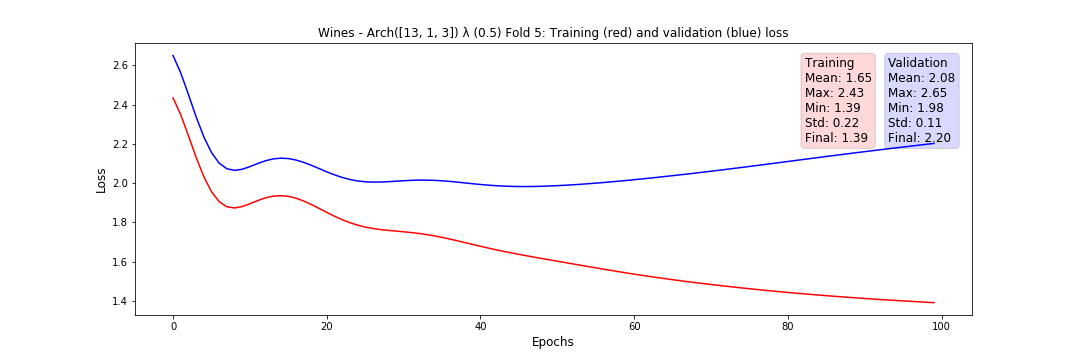 Wines - Arch([13, 1, 3]) λ (0.5) Fold 5: Training (red) and validation (blue) loss
Training
Mean: 1.65
Max: 2.43
Min: 1.39
Std: 0.22
Final: 1.39
Validation
Mean: 2.08
Max: 2.65
Min: 1.98
Std: 0.11
Final: 2.20
Loss
2.6
2.4
2.2
2.0
1.8
1.6
1.4
0
20
40
60
80
100
Epochs